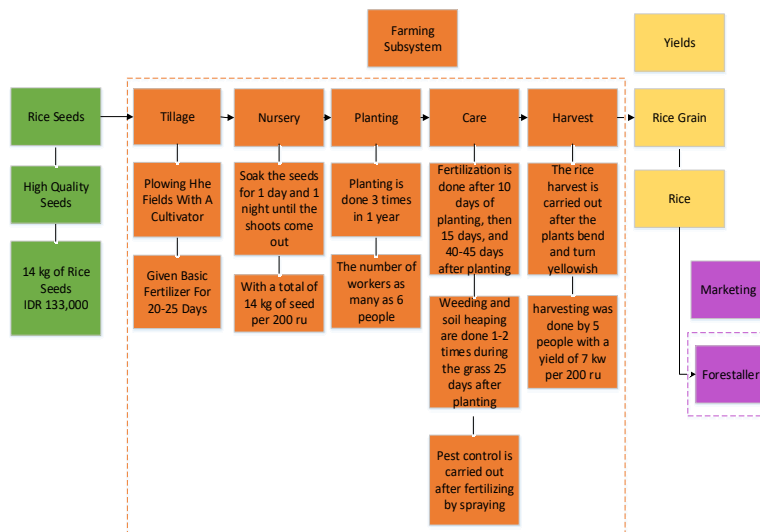 Farming
Subsystem
Yields
Rice Seeds
Tillage
Nursery
Planting
Care
Harvest
Rice Grain
High Quality
Seeds
14 kg of Rice
Seeds
IDR 133,000
Plowing Hhe
Fields With A
Cultivator
Given Basic
Fertilizer For
20-25 Days
Soak the seeds
for 1 day and 1
night until the
shoots come
out
With a total of
14 kg of seed
per 200 ru
Planting is
done 3 times
in 1 year
The number of
workers as
many as 6
people
Fertilization is
done after 10
days of
planting, then
15 days, and
40-45 days
after planting
Weeding and
soil heaping
are done 1-2
times during
the grass 25
days after
planting
Pest control is
carried out
after fertilizing
by spraying
The rice
harvest is
carried out
after the
plants bend
and turn
yellowish
harvesting was
done by 5
people with a
yield of 7 kw
per 200 ru
Rice
Marketing
Forestaller